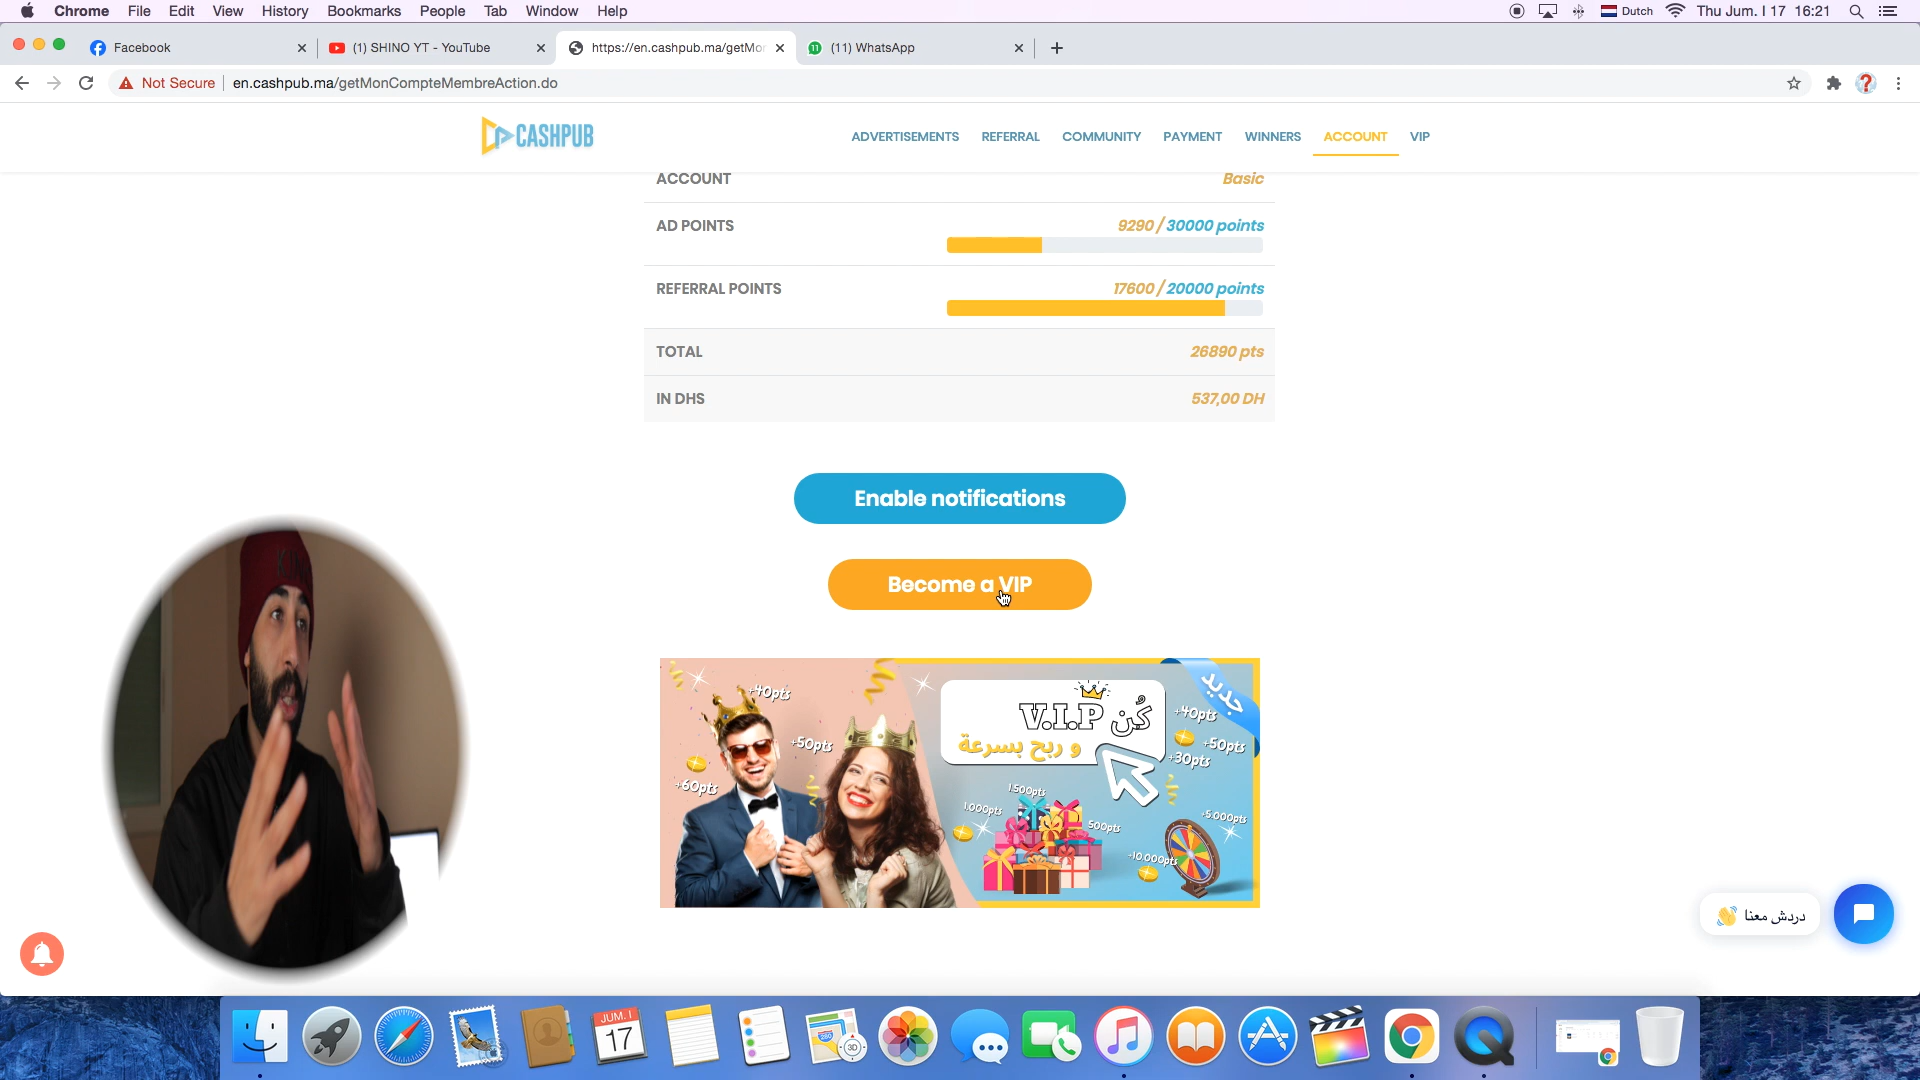 Chrome File Edit View History Bookmarks People Tab Window Help Dutch Thu Jum. I 17 16:21
Facebook (1) SHINO YT - YouTube https://en.cashpub.ma/getMor (11) WhatsApp
Not Secure en.cashpub.ma/getMonCompteMembreAction.do
CASHPUB ADVERTISEMENTS REFERRAL COMMUNITY PAYMENT WINNERS ACCOUNT VIP
ACCOUNT Basic
AD POINTS 9290 / 30000 points
REFERRAL POINTS 17600 / 20000 points
TOTAL 26890 pts
IN DHS 537,00 DH
Enable notifications
Become a VIP
جديد
+40pts
كُن V.I.P
+40pts
+50pts
و ربح بسرعة
+50pts
+30pts
+60pts
1.500pts
1.000pts
500pts
+5.000pts
+10.000pts
دردش معنا
JUM. I
17
3D